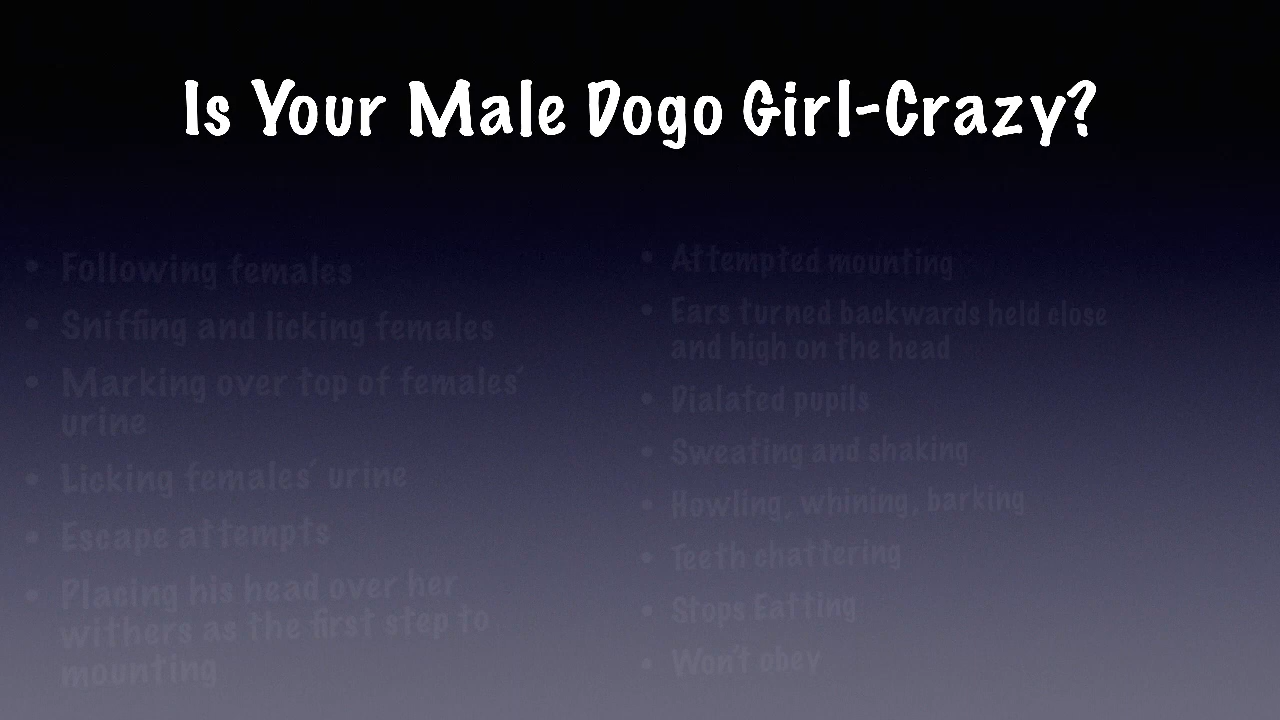 Is Your Male Dogo Girl-Crazy?
• Following females
• Sniffing and licking females
• Marking over top of females'
urine
• Licking females' urine
• Escape attempts
• Placing his head over her
withers as the first step to
mounting
• Attempted mounting
• Ears turned backwards held close
and high on the head
• Dialated pupils
• Sweating and shaking
• Howling, whining, barking
• Teeth chattering
• Stops Eatting
• Won't obey